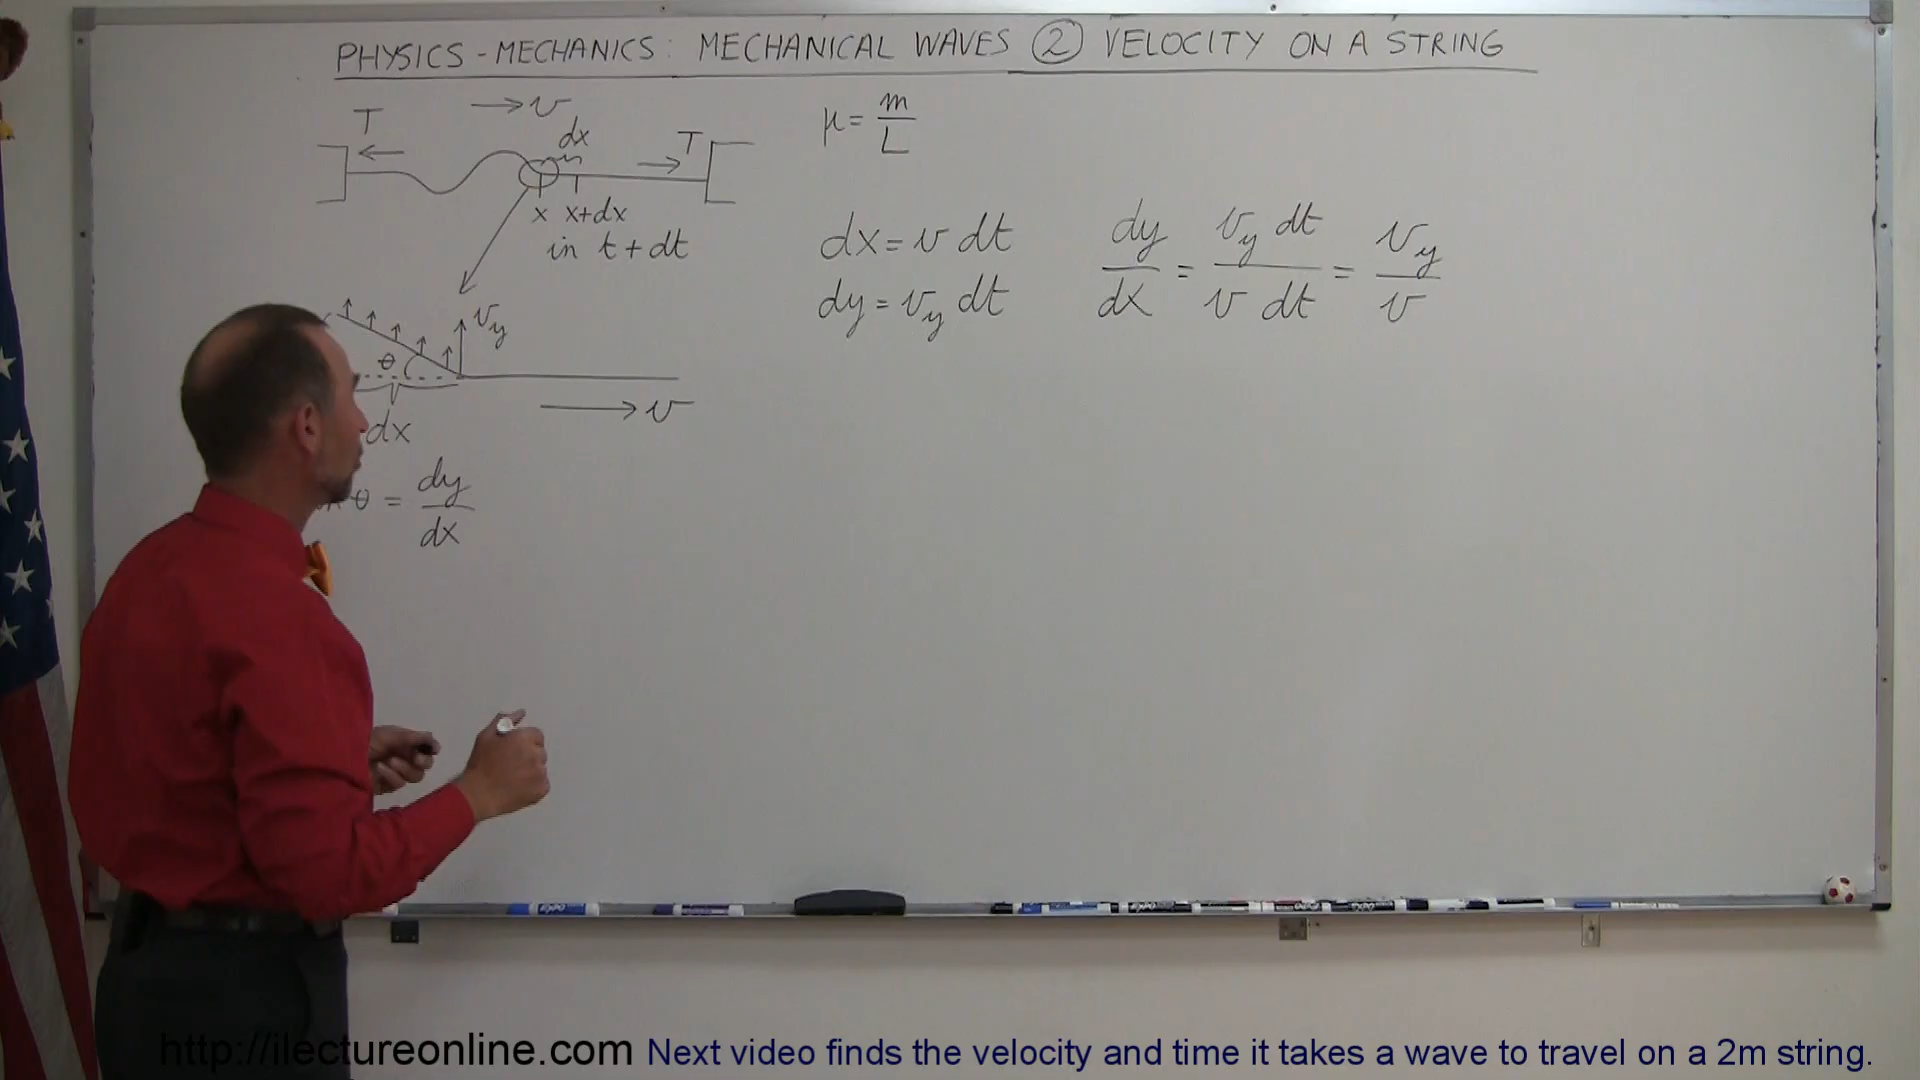 PHYSICS - MECHANICS: MECHANICAL WAVES ② VELOCITY ON A STRING
T
→ v
dx
T
x x+dx
in t + dt
μ = m/L
dx = v dt
dy = v_y dt
dy/dx = v_y dt / v dt = v_y / v
v_y
θ
→ v
dx
θ = dy/dx
EXPO
http://ilectureonline.com Next video finds the velocity and time it takes a wave to travel on a 2m string.